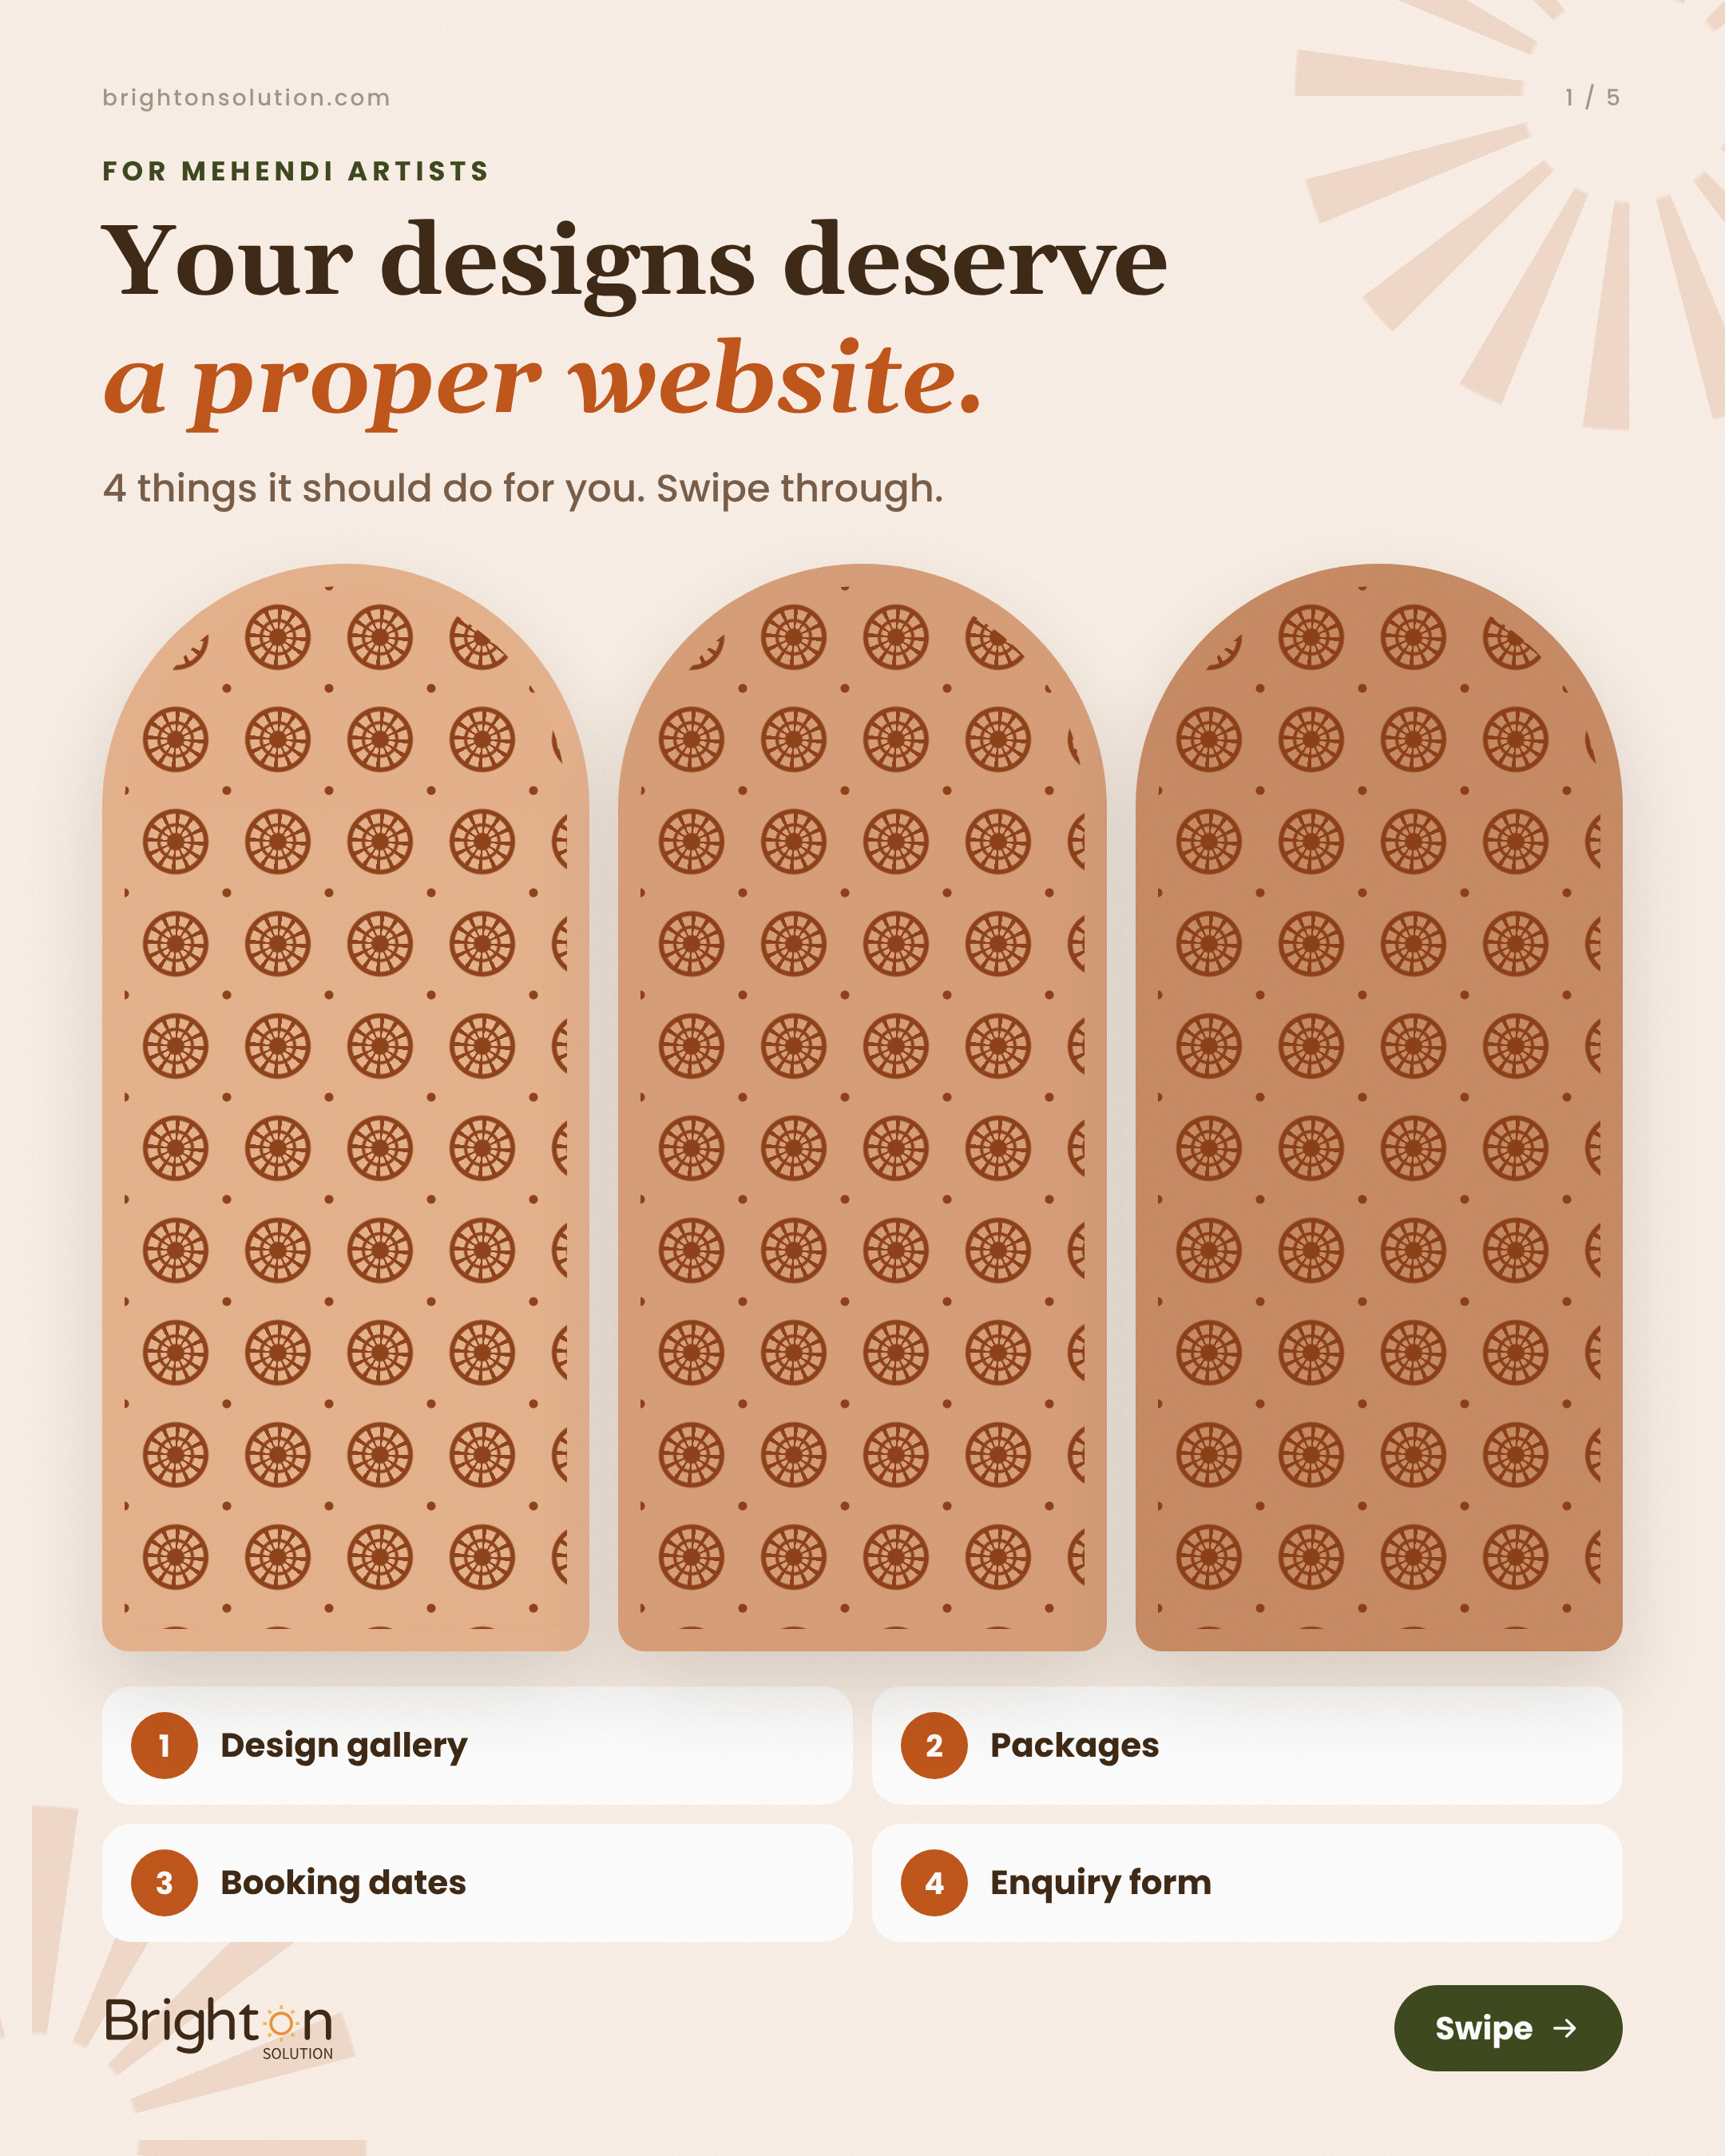 brightonsolution.com
1 / 5
FOR MEHENDI ARTISTS
Your designs deserve
a proper website.
4 things it should do for you. Swipe through.
1 Design gallery
2 Packages
3 Booking dates
4 Enquiry form
Brighton
SOLUTION
Swipe →